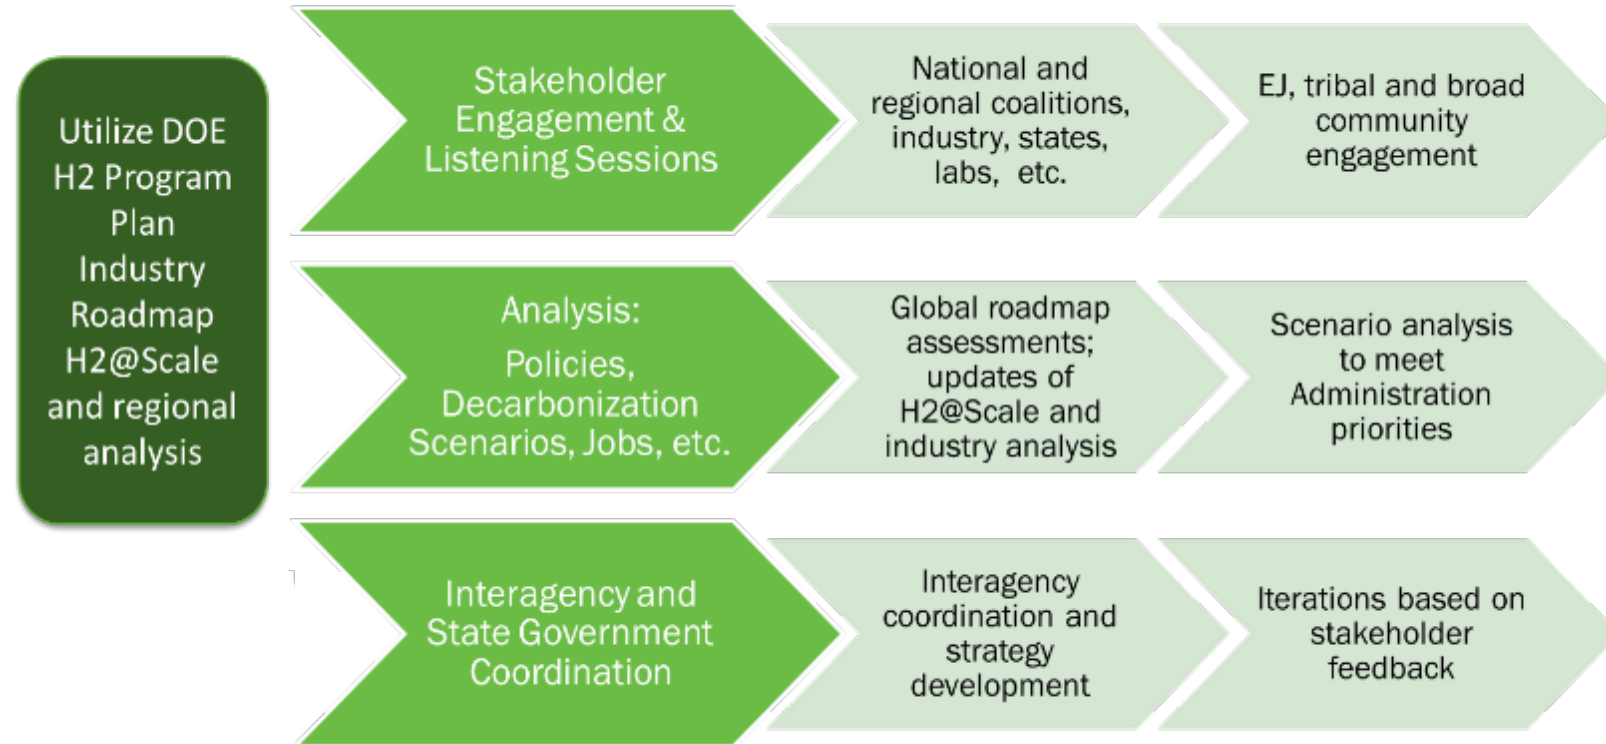 Utilize DOE
H2 Program
Plan
Industry
Roadmap
H2@Scale
and regional
analysis
Stakeholder
Engagement &
Listening Sessions
National and
regional coalitions,
industry, states,
labs, etc.
EJ, tribal and broad
community
engagement
Analysis:
Policies,
Decarbonization
Scenarios, Jobs, etc.
Global roadmap
assessments;
updates of
H2@Scale and
industry analysis
Scenario analysis
to meet
Administration
priorities
Interagency and
State Government
Coordination
Interagency
coordination and
strategy
development
Iterations based on
stakeholder
feedback